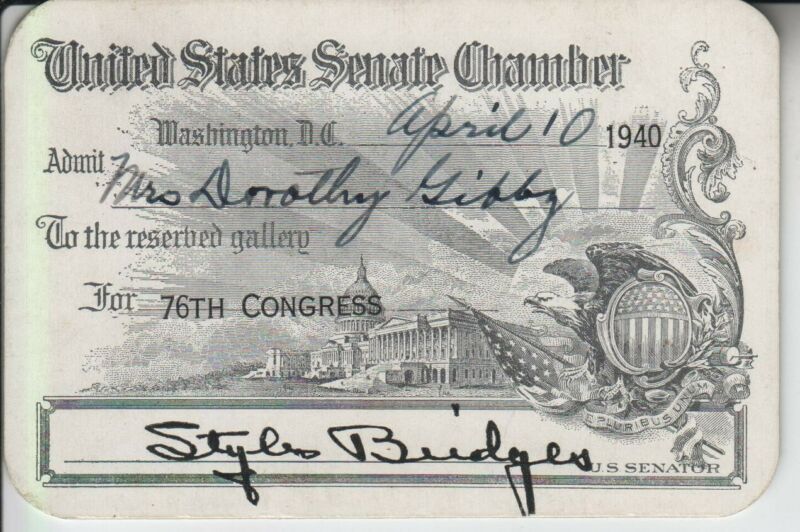 United States Senate Chamber
Washington, D.C. April 10 1940
Admit Mrs Dorothy Gibby
To the reserved gallery
For 76TH CONGRESS
E PLURIBUS UNUM
Styles Bridges
U.S SENATOR